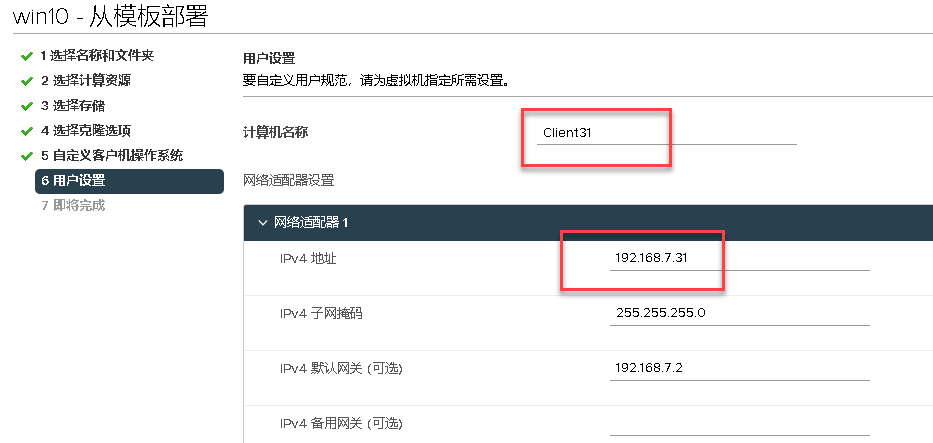 win10 - 从模板部署
1 选择名称和文件夹
2 选择计算资源
3 选择存储
4 选择克隆选项
5 自定义客户机操作系统
6 用户设置
7 即将完成
用户设置
要自定义用户规范，请为虚拟机指定所需设置。
计算机名称
Client31
网络适配器设置
网络适配器 1
IPv4 地址
192.168.7.31
IPv4 子网掩码
255.255.255.0
IPv4 默认网关 (可选)
192.168.7.2
IPv4 备用网关 (可选)